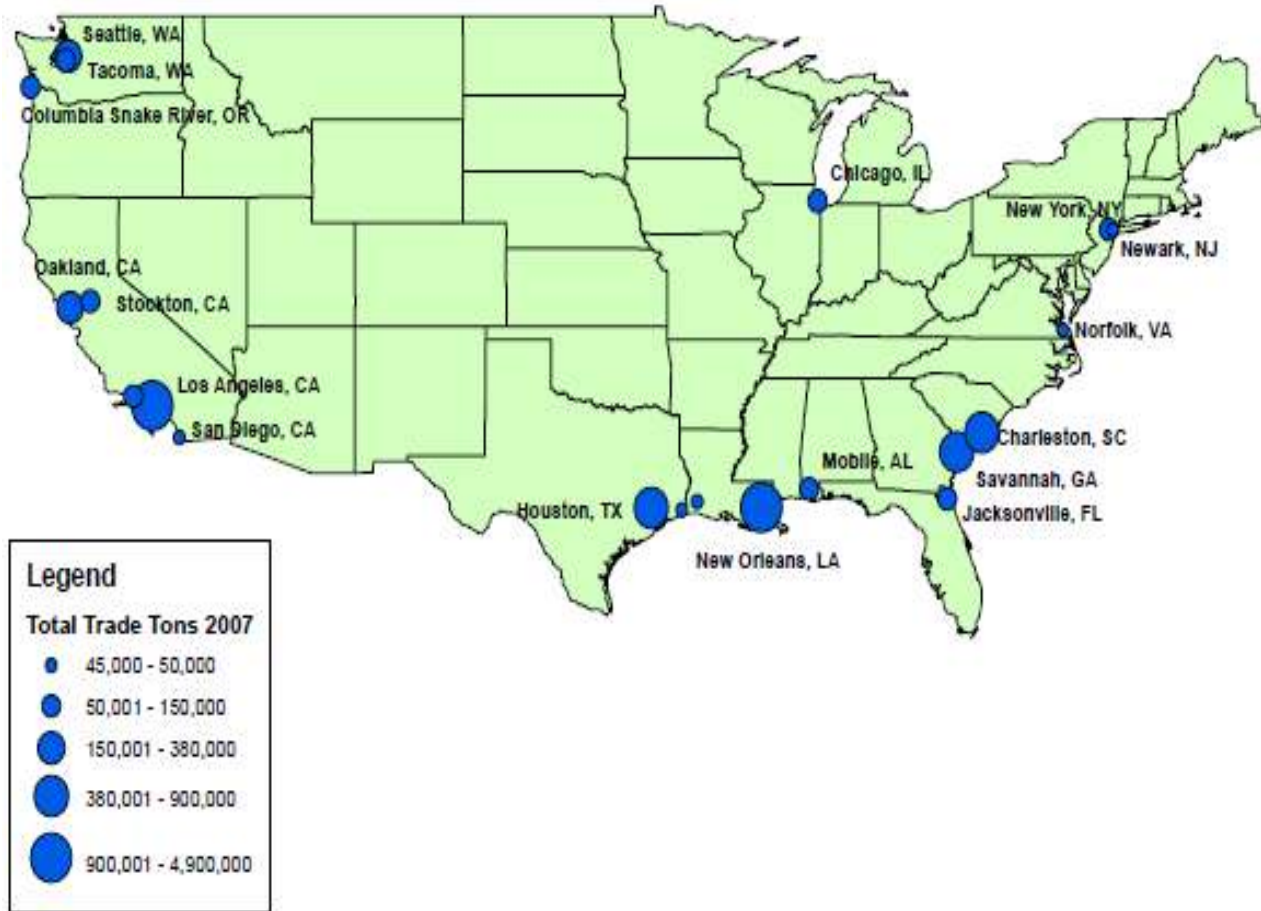 Seattle, WA
Tacoma, WA
Columbia Snake River, OR
Chicago, IL
New York, NY
Newark, NJ
Oakland, CA
Stockton, CA
Norfolk, VA
Los Angeles, CA
San Diego, CA
Charleston, SC
Mobile, AL
Savannah, GA
Houston, TX
Jacksonville, FL
New Orleans, LA
Legend
Total Trade Tons 2007
45,000 - 50,000
50,001 - 150,000
150,001 - 380,000
380,001 - 900,000
900,001 - 4,900,000